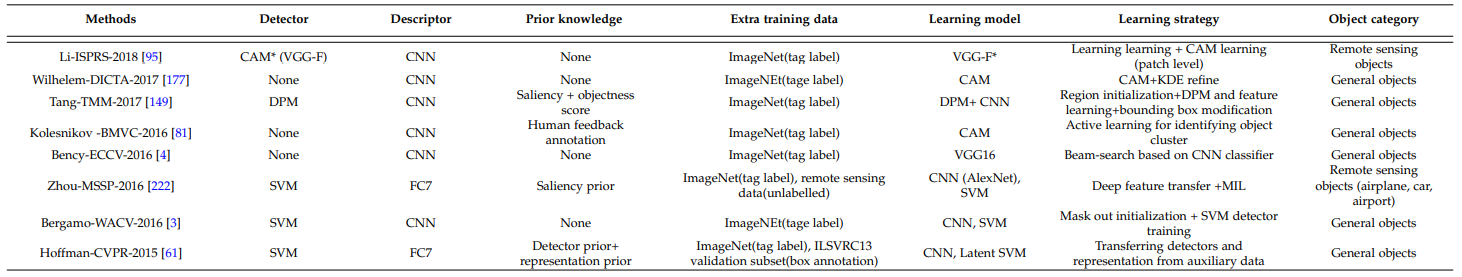 Methods Detector Descriptor Prior knowledge Extra training data Learning model Learning strategy Object category
Li-ISPRS-2018 [95] CAM* (VGG-F) CNN None ImageNet(tag label) VGG-F* Learning learning + CAM learning (patch level) Remote sensing objects
Wilhelem-DICTA-2017 [177] None CNN None ImageNEt(tage label) CAM CAM+KDE refine General objects
Tang-TMM-2017 [149] DPM CNN Saliency + objectness score ImageNet(tag label) DPM+ CNN Region initialization+DPM and feature learning+bounding box modification General objects
Kolesnikov -BMVC-2016 [81] None CNN Human feedback annotation ImageNet(tag label) CAM Active learning for identifying object cluster General objects
Bency-ECCV-2016 [4] None CNN None ImageNet(tag label) VGG16 Beam-search based on CNN classifier General objects
Zhou-MSSP-2016 [222] SVM FC7 Saliency prior ImageNet(tag label), remote sensing data(unlabelled) CNN (AlexNet), SVM Deep feature transfer +MIL Remote sensing objects (airplane, car, airport)
Bergamo-WACV-2016 [3] SVM CNN None ImageNEt(tage label) CNN, SVM Mask out initialization + SVM detector training General objects
Hoffman-CVPR-2015 [61] SVM FC7 Detector prior+ representation prior ImageNet(tag label), ILSVRC13 validation subset(box annotation) CNN, Latent SVM Transferring detectors and representation from auxiliary data General objects